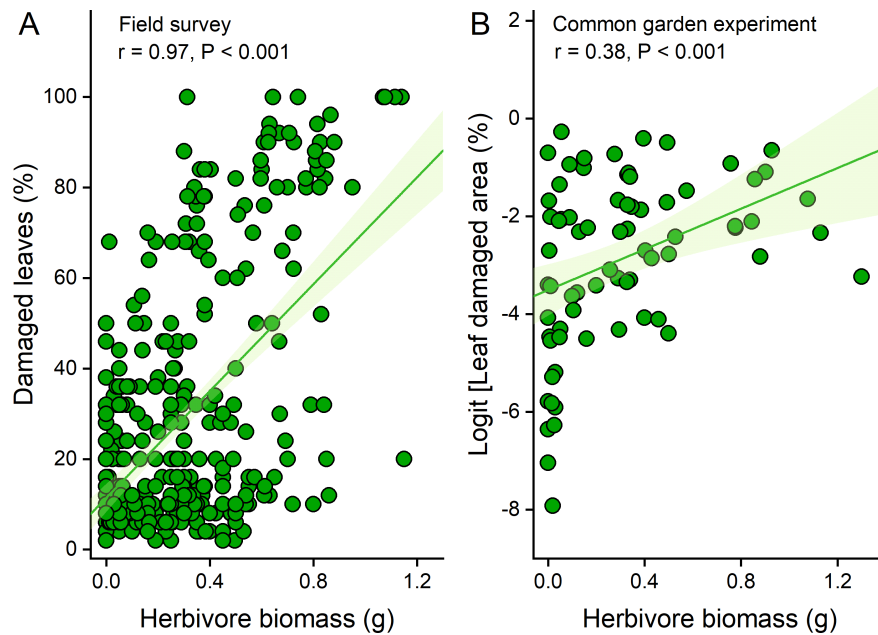 A
Field survey
r = 0.97, P < 0.001
Damaged leaves (%)
100
80
60
40
20
0
0.0 0.4 0.8 1.2
Herbivore biomass (g)
B
Common garden experiment
r = 0.38, P < 0.001
Logit [Leaf damaged area (%)
2
0
-2
-4
-6
-8
0.0 0.4 0.8 1.2
Herbivore biomass (g)